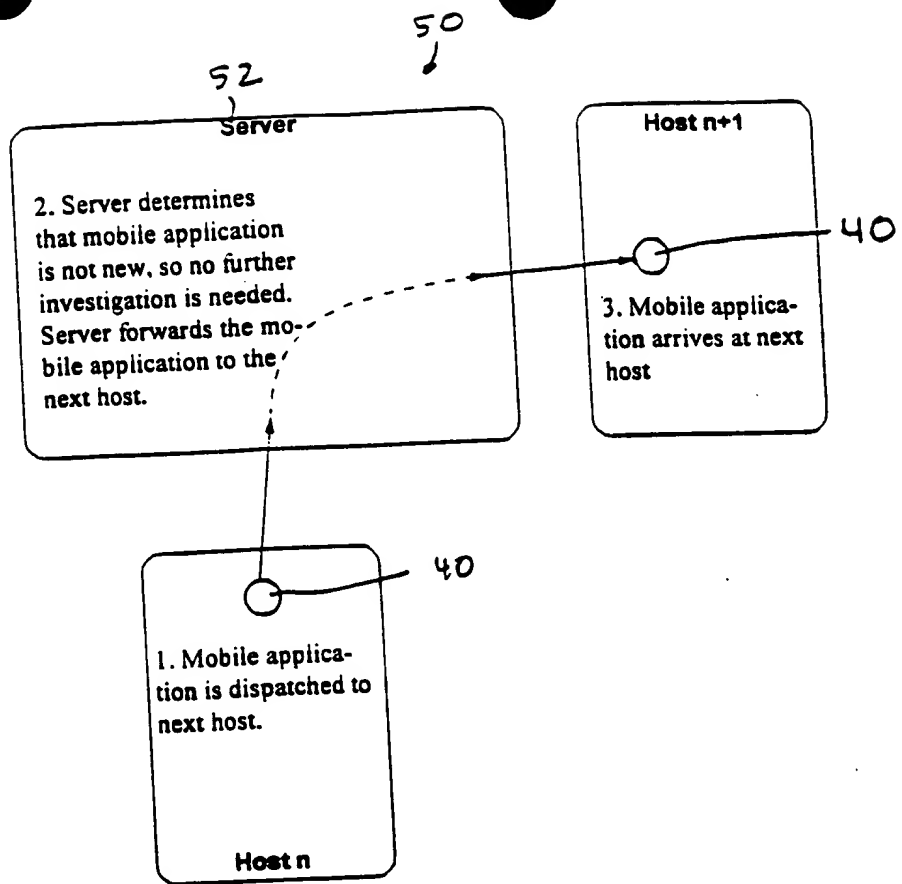 50
52
Server
2. Server determines
that mobile application
is not new, so no further
investigation is needed.
Server forwards the mo-
bile application to the
next host.
Host n+1
40
3. Mobile applica-
tion arrives at next
host
40
1. Mobile applica-
tion is dispatched to
next host.
Host n